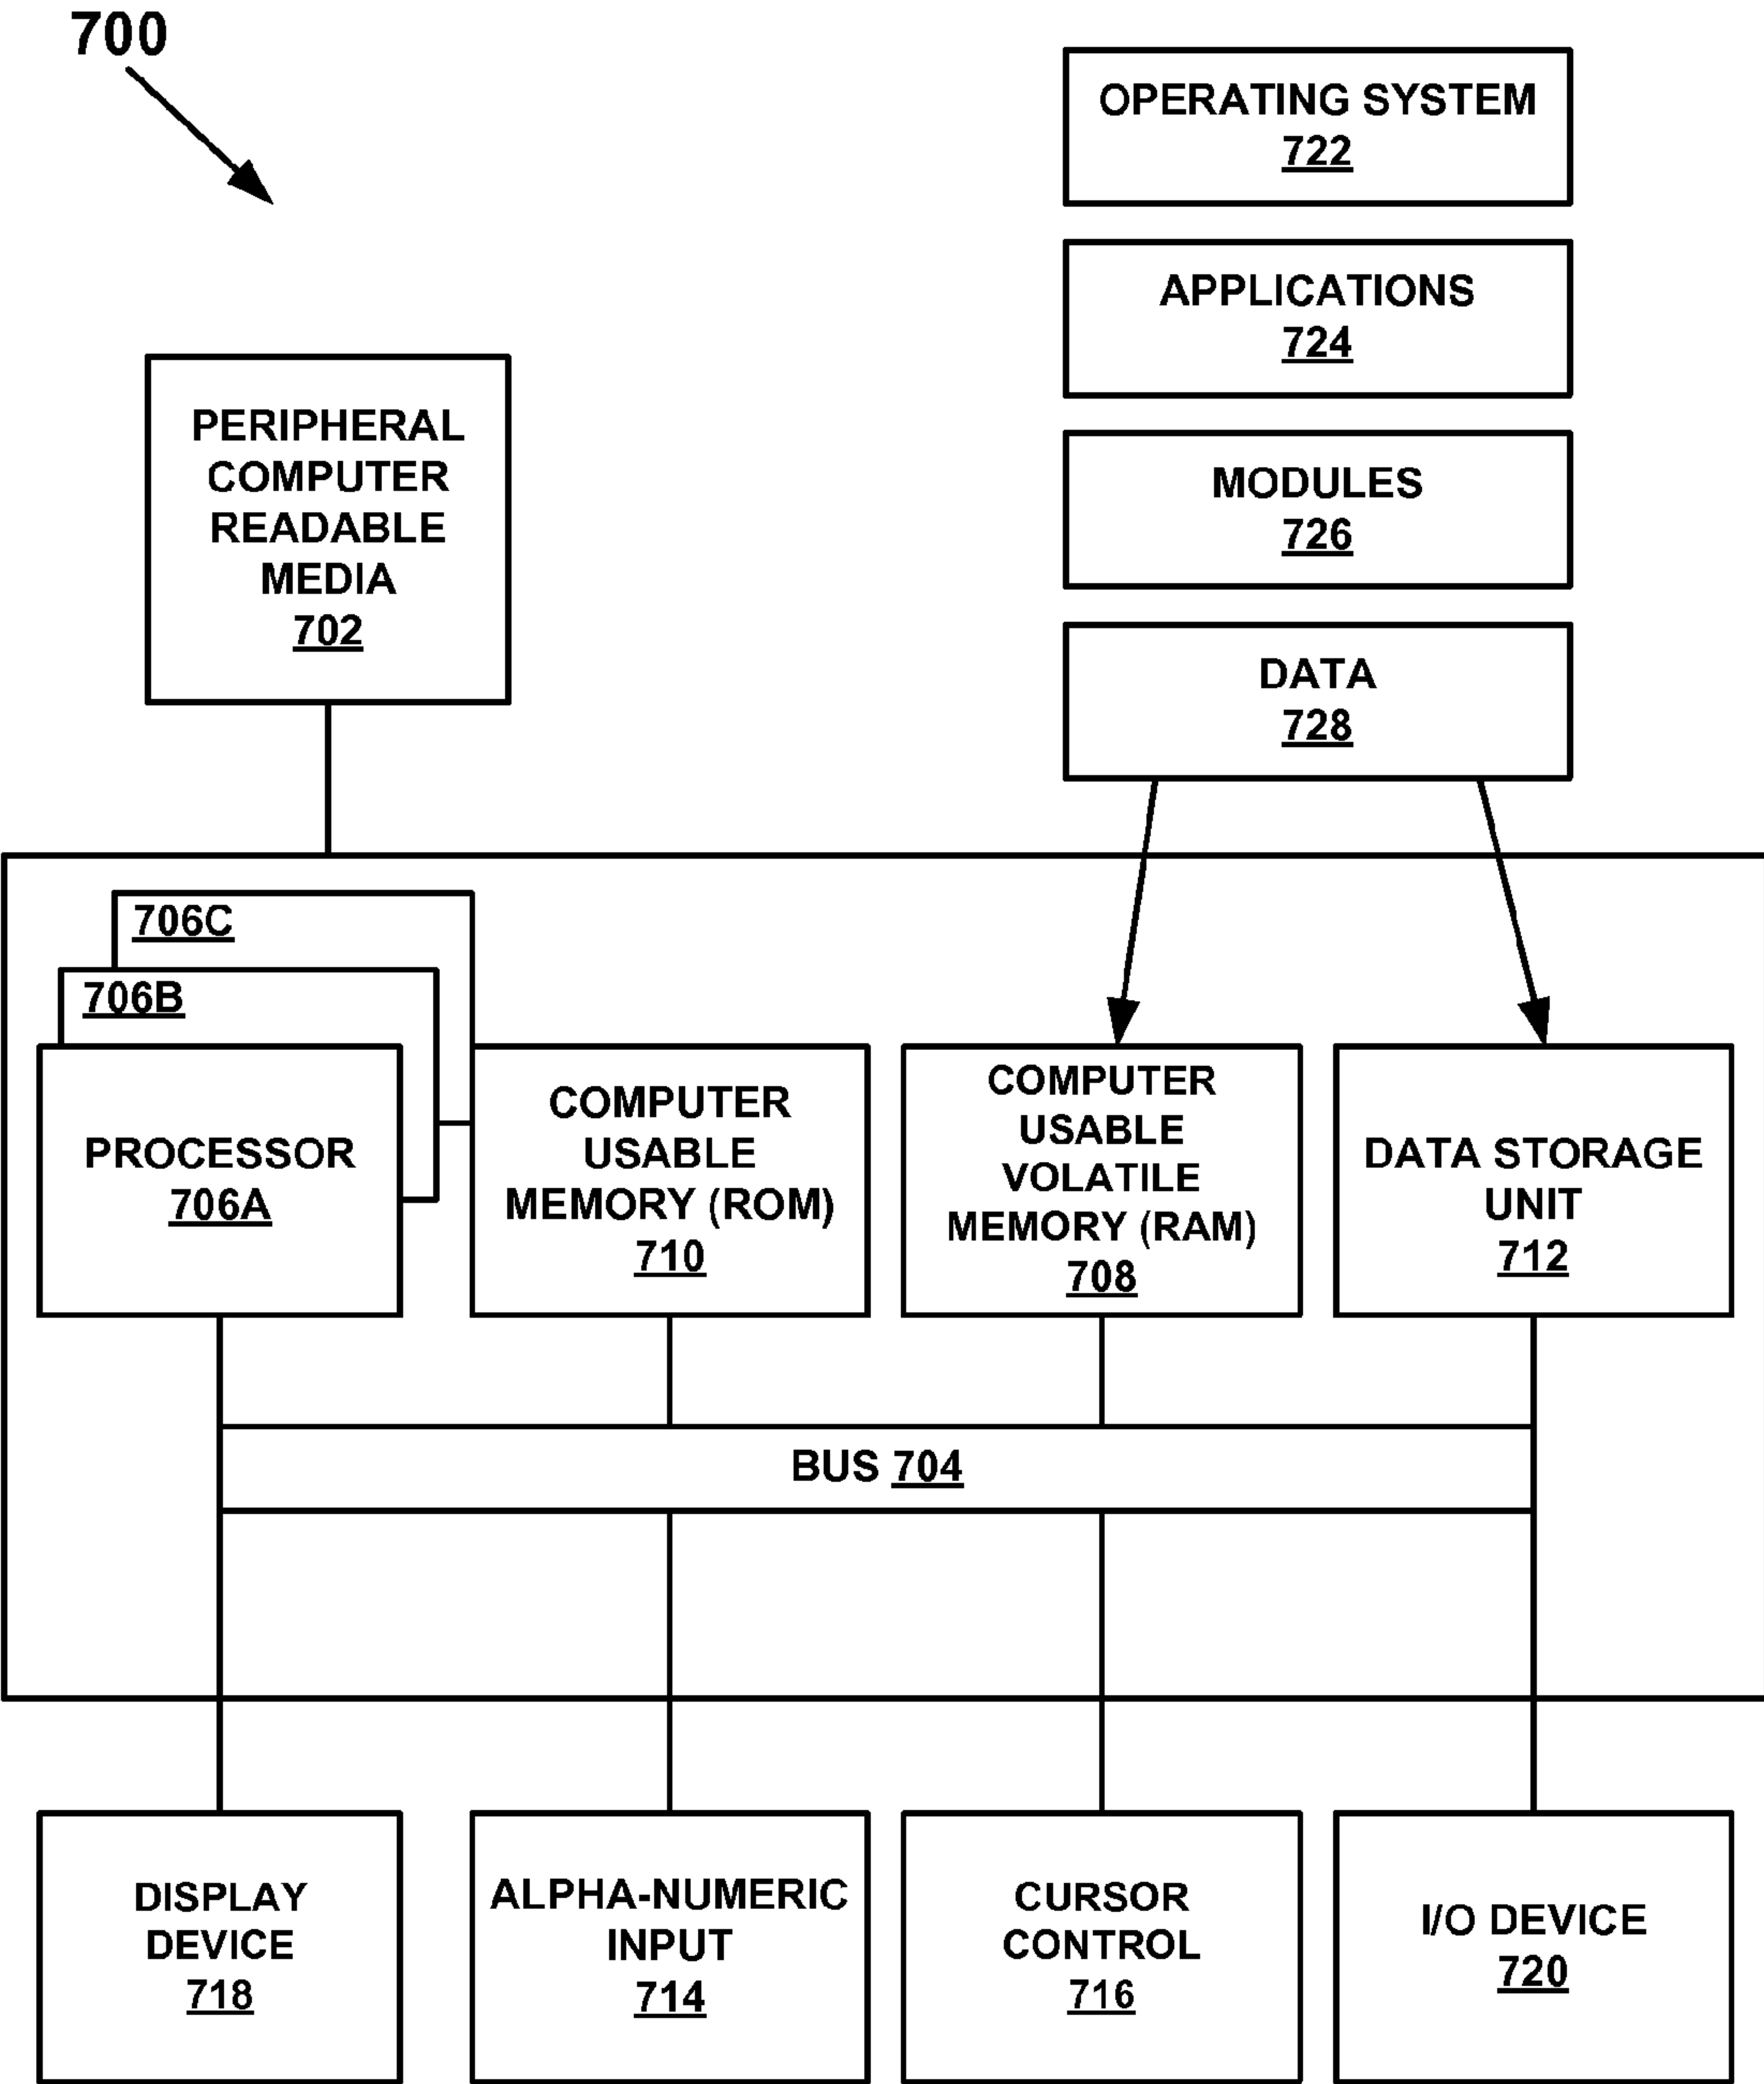 700
OPERATING SYSTEM
722
APPLICATIONS
724
PERIPHERAL
COMPUTER
READABLE
MEDIA
702
MODULES
726
DATA
728
706C
706B
PROCESSOR
706A
COMPUTER
USABLE
MEMORY (ROM)
710
COMPUTER
USABLE
VOLATILE
MEMORY (RAM)
708
DATA STORAGE
UNIT
712
BUS 704
DISPLAY
DEVICE
718
ALPHA-NUMERIC
INPUT
714
CURSOR
CONTROL
716
I/O DEVICE
720